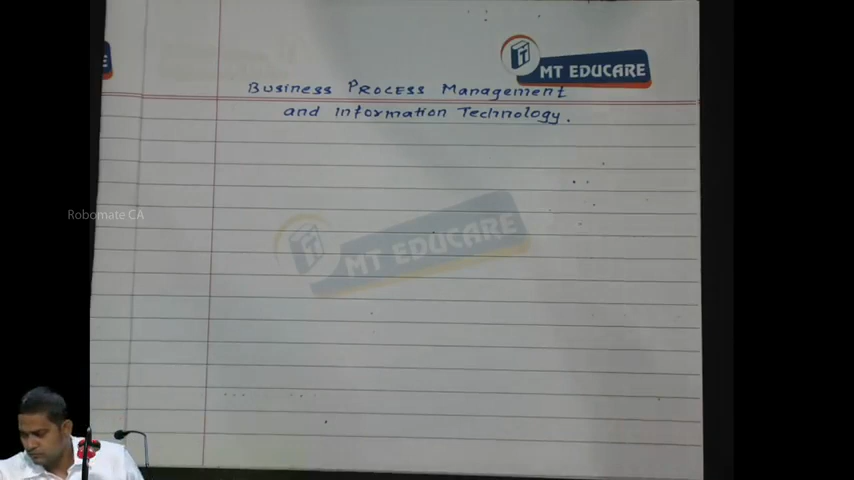 MT EDUCARE
Business Process Management
and Information Technology.
Robomate CA
MT EDUCARE